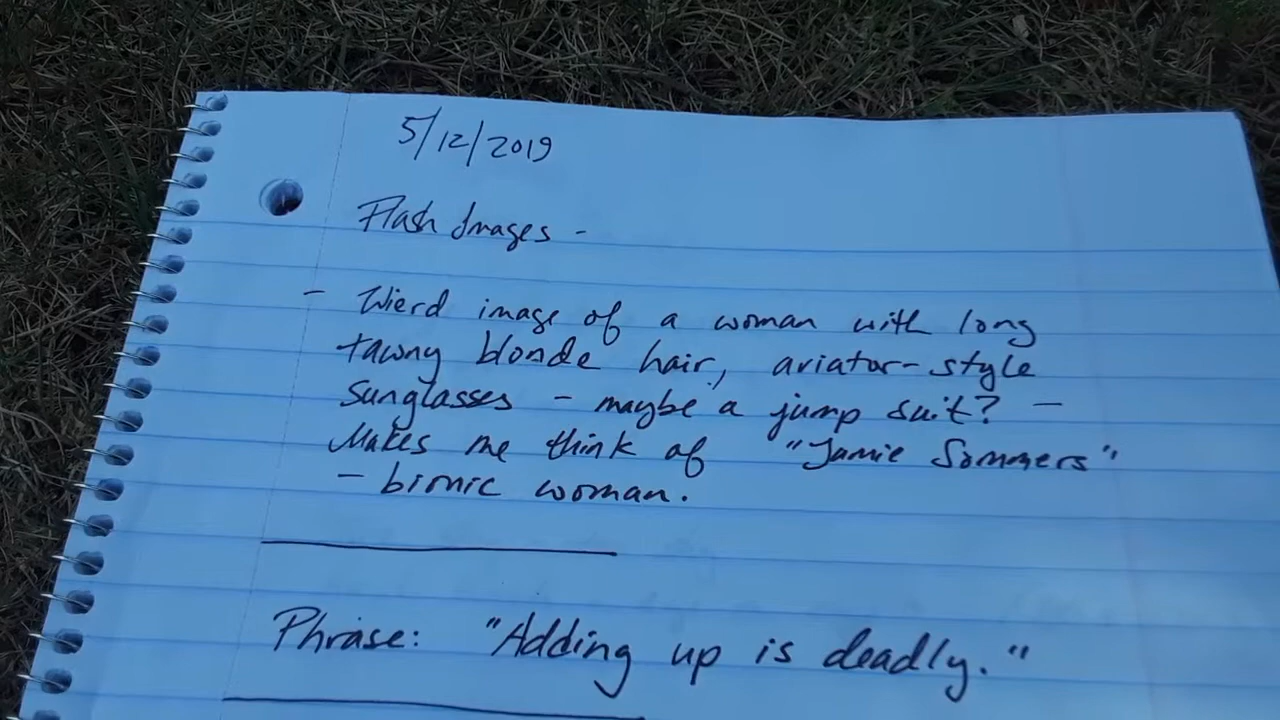 5/12/2019
Flash Images -
- Wierd image of a woman with long
tawny blonde hair, aviator-style
sunglasses - maybe a jump suit? -
Makes me think of "Jamie Sommers"
- bionic woman.
Phrase: "Adding up is deadly."